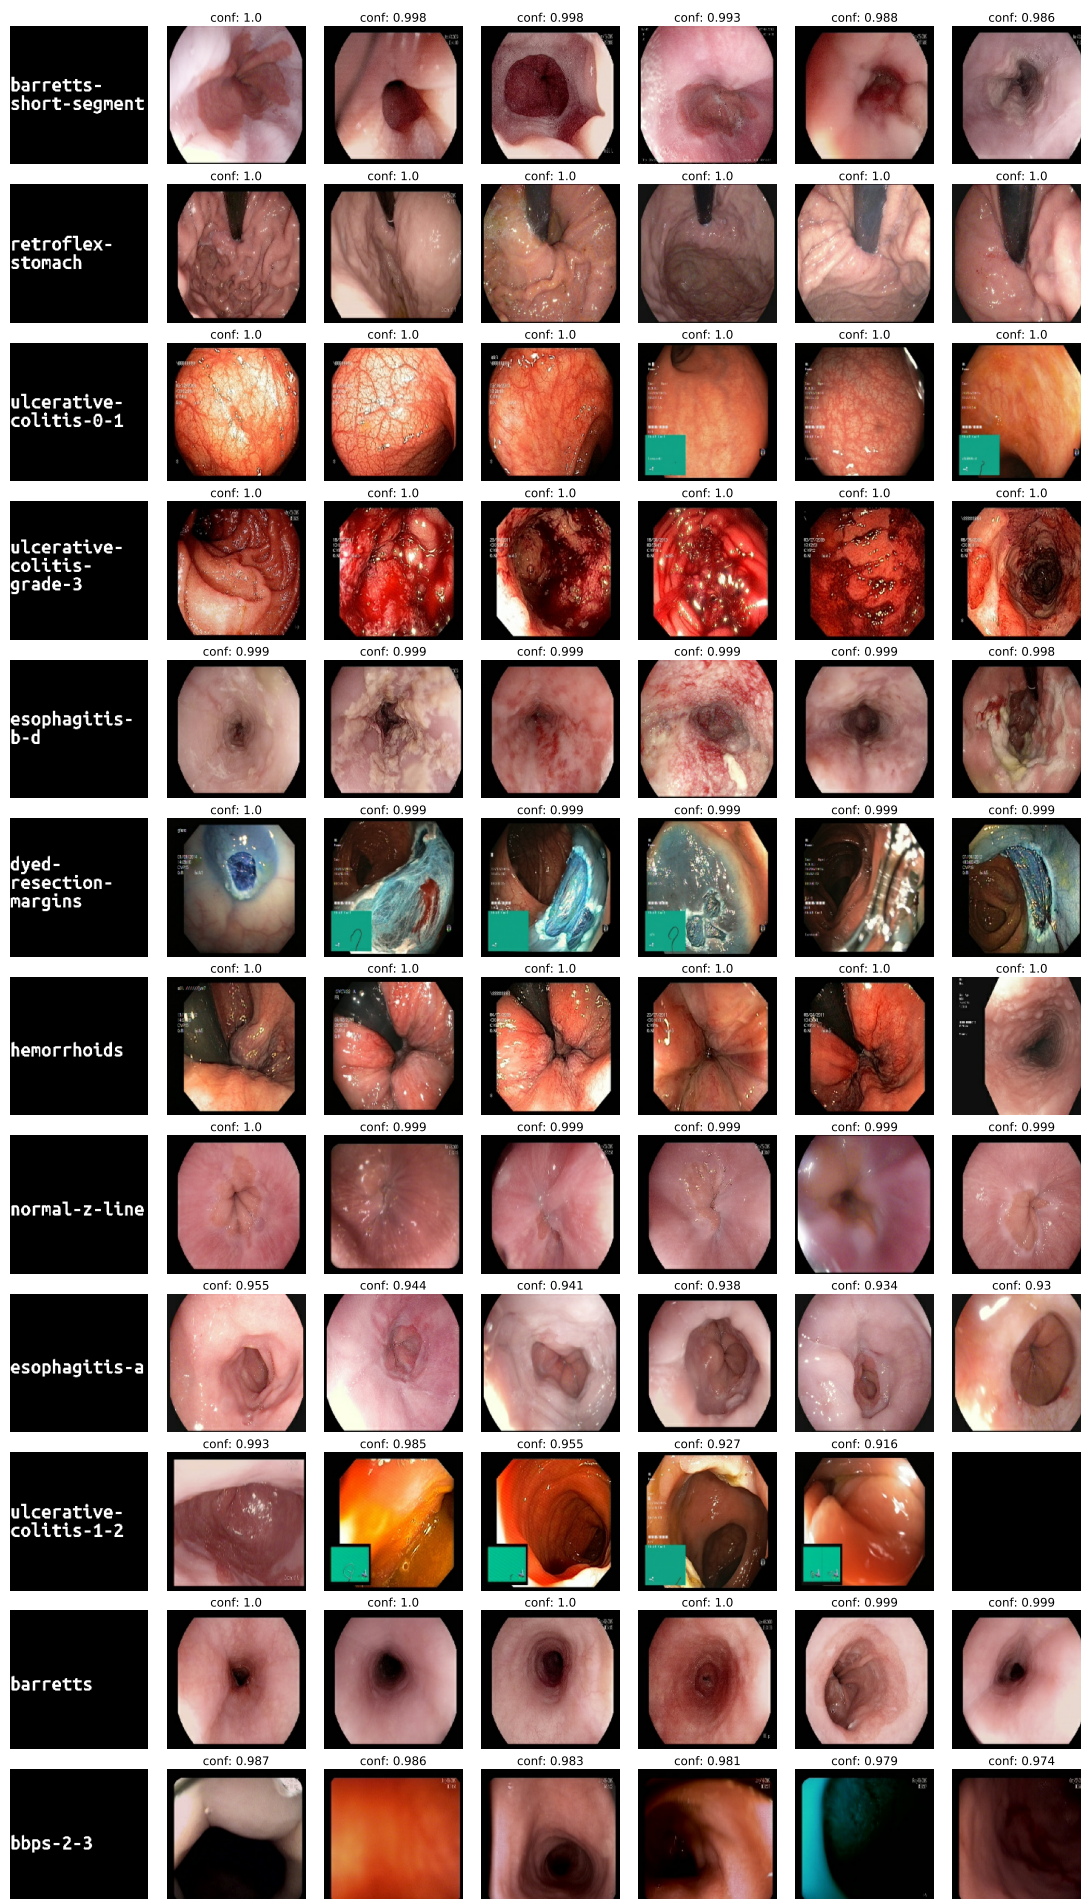 conf: 1.0 conf: 0.998 conf: 0.998 conf: 0.993 conf: 0.988 conf: 0.986
barretts-
short-segment
conf: 1.0 conf: 1.0 conf: 1.0 conf: 1.0 conf: 1.0 conf: 1.0
retroflex-
stomach
conf: 1.0 conf: 1.0 conf: 1.0 conf: 1.0 conf: 1.0 conf: 1.0
ulcerative-
colitis-0-1
conf: 1.0 conf: 1.0 conf: 1.0 conf: 1.0 conf: 1.0 conf: 1.0
ulcerative-
colitis-
grade-3
conf: 0.999 conf: 0.999 conf: 0.999 conf: 0.999 conf: 0.999 conf: 0.998
esophagitis-
b-d
conf: 1.0 conf: 0.999 conf: 0.999 conf: 0.999 conf: 0.999 conf: 0.999
dyed-
resection-
margins
conf: 1.0 conf: 1.0 conf: 1.0 conf: 1.0 conf: 1.0 conf: 1.0
hemorrhoids
conf: 1.0 conf: 0.999 conf: 0.999 conf: 0.999 conf: 0.999 conf: 0.999
normal-z-line
conf: 0.955 conf: 0.944 conf: 0.941 conf: 0.938 conf: 0.934 conf: 0.93
esophagitis-a
conf: 0.993 conf: 0.985 conf: 0.955 conf: 0.927 conf: 0.916
ulcerative-
colitis-1-2
conf: 1.0 conf: 1.0 conf: 1.0 conf: 1.0 conf: 0.999 conf: 0.999
barretts
conf: 0.987 conf: 0.986 conf: 0.983 conf: 0.981 conf: 0.979 conf: 0.974
bbps-2-3